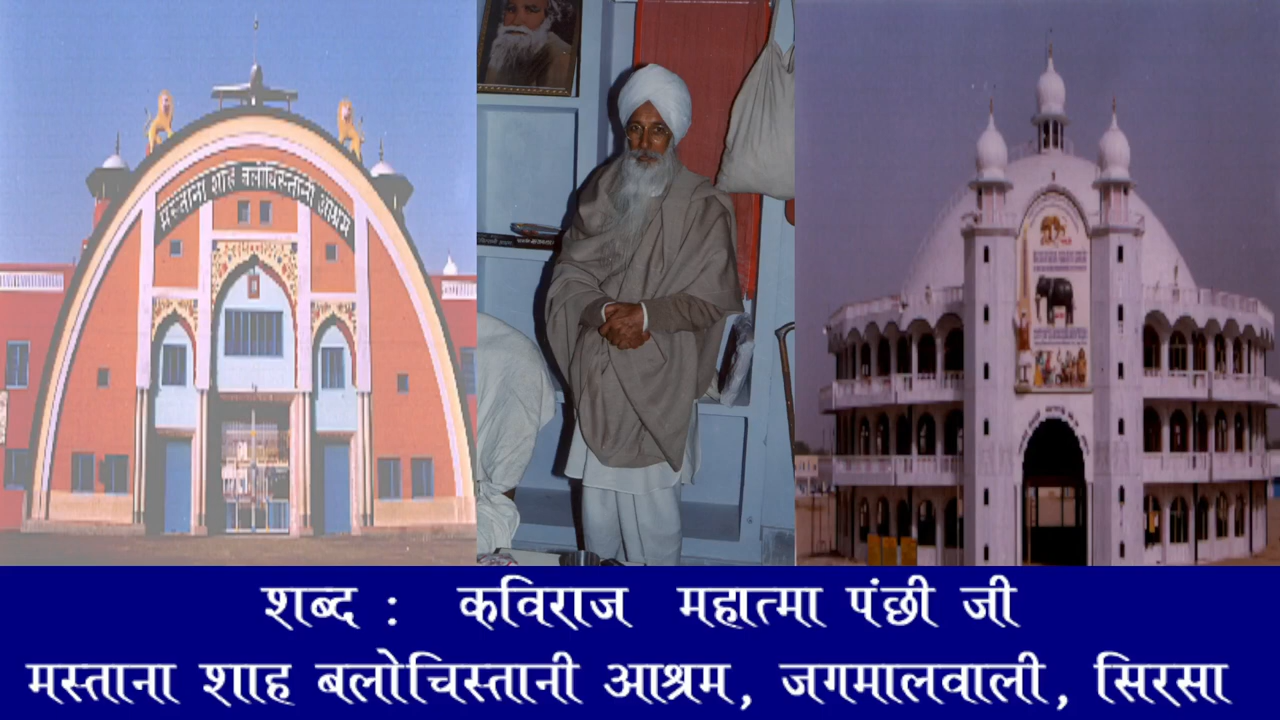 मस्ताना शाह बलोचिस्तानी आश्रम
शब्द : कविराज महात्मा पंछी जी
मस्ताना शाह बलोचिस्तानी आश्रम, जगमालवाली, सिरसा